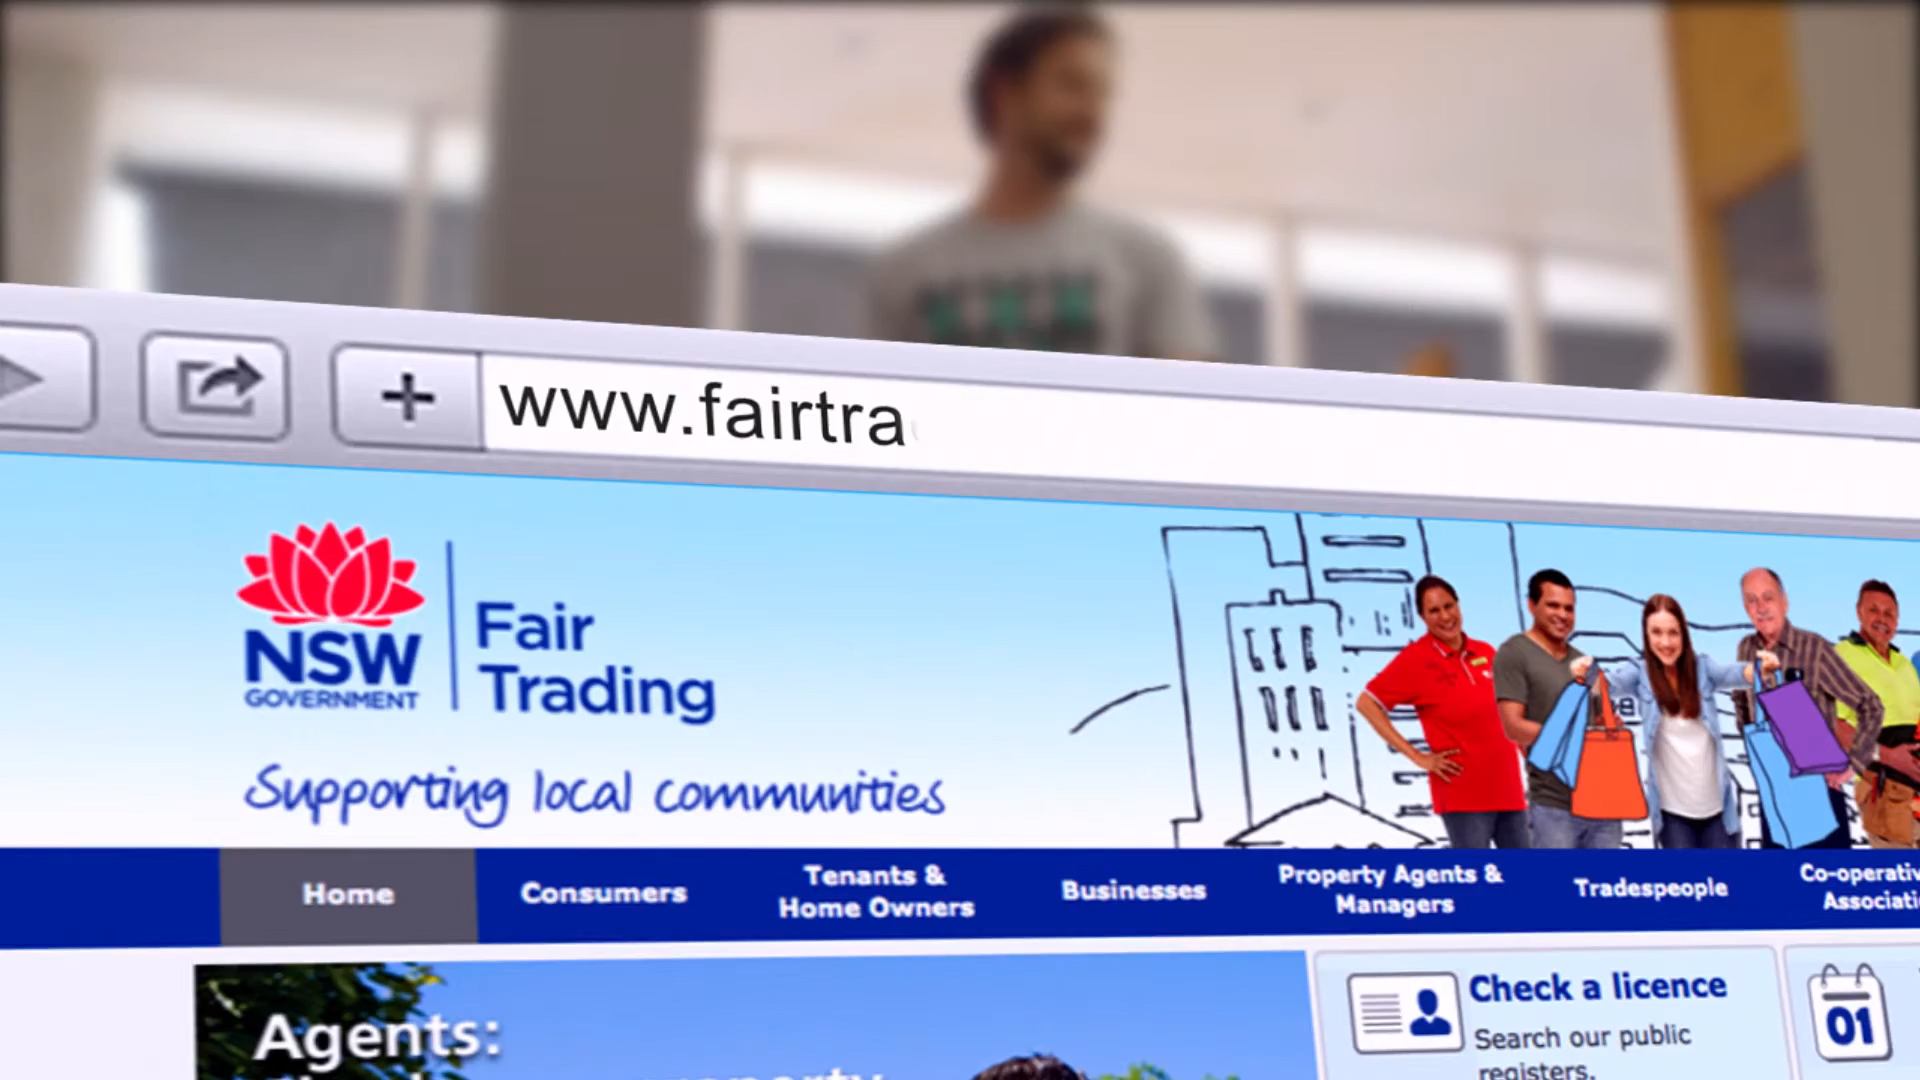 www.fairtra
NSW
GOVERNMENT
Fair
Trading
Supporting local communities
Home
Consumers
Tenants &
Home Owners
Businesses
Property Agents &
Managers
Tradespeople
Agents:
Check a licence
Search our public
registers.
01